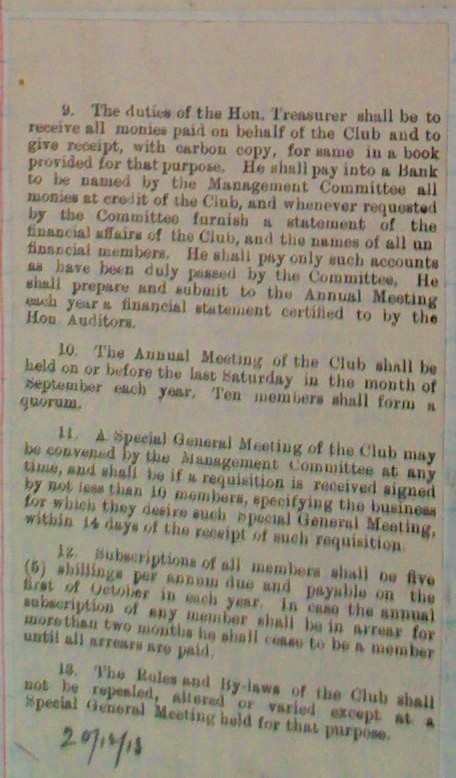 9. The duties of the Hon. Treasurer shall be to
receive all monies paid on behalf of the Club and to
give receipt, with carbon copy, for same in a book
provided for that purpose. He shall pay into a Bank
to be named by the Management Committee all
monies at credit of the Club, and whenever requested
by the Committee furnish a statement of the
financial affairs of the Club, and the names of all un
financial members. He shall pay only such accounts
as have been duly passed by the Committee, He
shall prepare and submit to the Annual Meeting
each year a financial statement certified to by the
Hon Auditors.
10. The Annual Meeting of the Club shall be
held on or before the last Saturday in the month of
September each year. Ten members shall form a
quorum.
11. A Special General Meeting of the Club may
be convened by the Management Committee at any
time, and shall be if a requisition is received signed
by not less than 10 members, specifying the business
for which they desire such Special General Meeting,
within 14 days of the receipt of such requisition.
12. Subscriptions of all members shall be five
(5) shillings per annum due and payable on the
first of October in each year. In case the annual
subscription of any member shall be in arrear for
more than two months he shall cease to be a member
until all arrears are paid.
13. The Rules and By-laws of the Club shall
not be repealed, altered or varied except at a
Special General Meeting held for that purpose.